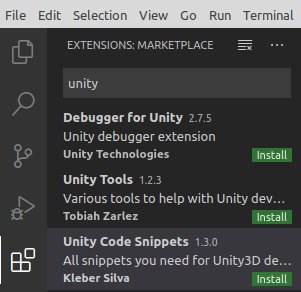 File Edit Selection View Go Run Terminal
EXTENSIONS: MARKETPLACE
unity
Debugger for Unity 2.7.5
Unity debugger extension
Unity Technologies Install
Unity Tools 1.2.3
Various tools to help with Unity dev...
Tobiah Zarlez Install
Unity Code Snippets 1.3.0
All snippets you need for Unity3D de...
Kleber Silva Install